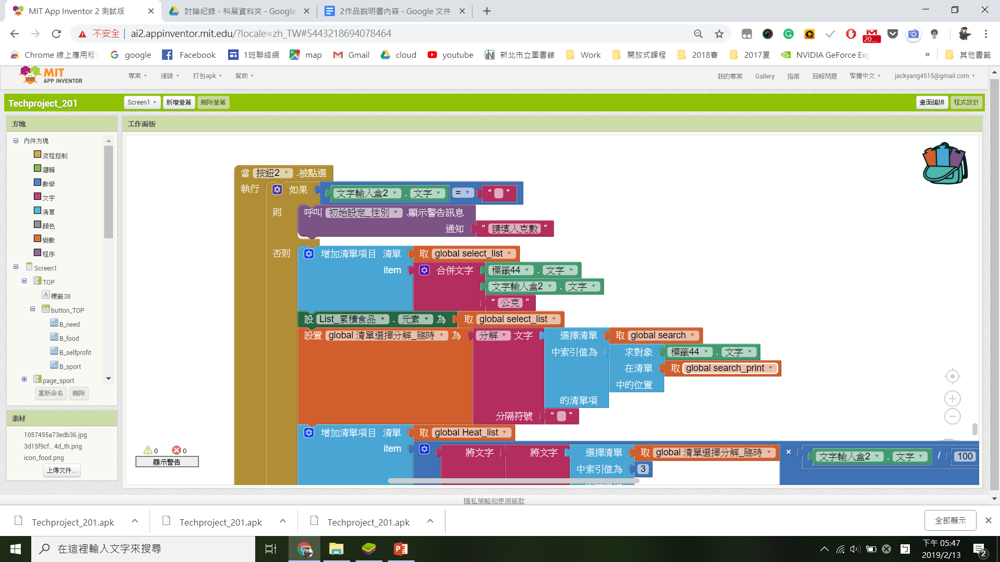 MIT App Inventor 2 測試版
討論紀錄 - 科展資料夾 - Google
2作品說明書內容 - Google 文件
不安全 | ai2.appinventor.mit.edu/?locale=zh_TW#5443218694078464
20...
Chrome 線上應用程
google
Facebook
1班聯絡網
map
Gmail
cloud
youtube
新北市立圖書館
Work
開放式課程
2018春
2017夏
NVIDIA GeForce Exp
»
其他書籤
MIT
APP INVENTOR
專案
連線
打包apk
幫助
我的專案
Gallery
指南
回報問題
繁體中文
jackyang4515@gmail.com
Techproject_201
Screen1
新增螢幕
刪除螢幕
畫面編排
程式設計
方塊
內件方塊
流程控制
邏輯
數學
文字
清單
顏色
變數
程序
Screen1
TOP
標籤38
button_TOP
B_need
B_food
B_selfprofit
B_sport
page_sport
重新命名
刪除
素材
1057455a73edb36.jpg
3d15f9cf...4d_th.png
icon_food.png
上傳文件...
工作面板
當 按鈕2 .被點選
執行 如果 文字輸入盒2 . 文字 = “ ”
則 呼叫 初始設定_性別 .顯示警告訊息
通知 “ 請填入克數 ”
否則 增加清單項目 清單 取 global select_list
item 合併文字 標籤44 . 文字
文字輸入盒2 . 文字
“ 公克 ”
設 List_累積食品 . 元素 為 取 global select_list
設置 global 清單選擇分解_臨時 為 分解 文字 選擇清單 取 global search
中索引值為 求對象 標籤44 . 文字
在清單 取 global search_print
中的位置
的清單項
分隔符號 “ ”
增加清單項目 清單 取 global Heat_list
item 將文字 將文字 選擇清單 取 global 清單選擇分解_臨時 × 文字輸入盒2 . 文字 / 100
中索引值為 3
0 0
顯示警告
隱私策略和使用條款
Techproject_201.apk
Techproject_201.apk
Techproject_201.apk
全部顯示
在這裡輸入文字來搜尋
下午 05:47
2019/2/13
2